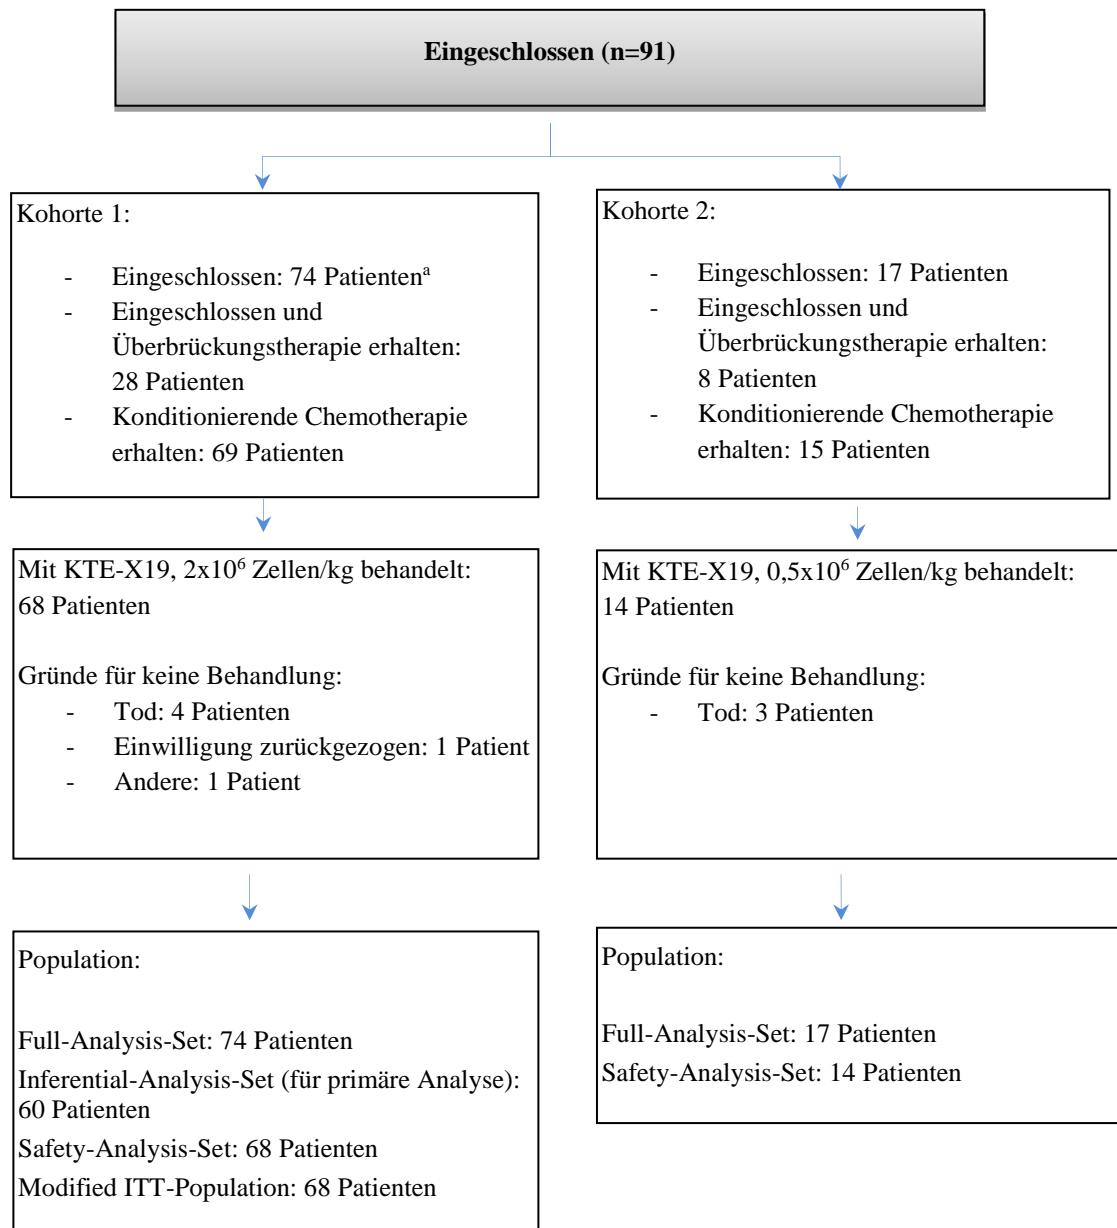 Eingeschlossen (n=91)
Kohorte 1:
- Eingeschlossen: 74 Patientenᵃ
- Eingeschlossen und
Überbrückungstherapie erhalten:
28 Patienten
- Konditionierende Chemotherapie
erhalten: 69 Patienten
Kohorte 2:
- Eingeschlossen: 17 Patienten
- Eingeschlossen und
Überbrückungstherapie erhalten:
8 Patienten
- Konditionierende Chemotherapie
erhalten: 15 Patienten
Mit KTE-X19, 2x10⁶ Zellen/kg behandelt:
68 Patienten
Gründe für keine Behandlung:
- Tod: 4 Patienten
- Einwilligung zurückgezogen: 1 Patient
- Andere: 1 Patient
Mit KTE-X19, 0,5x10⁶ Zellen/kg behandelt:
14 Patienten
Gründe für keine Behandlung:
- Tod: 3 Patienten
Population:
Full-Analysis-Set: 74 Patienten
Inferential-Analysis-Set (für primäre Analyse):
60 Patienten
Safety-Analysis-Set: 68 Patienten
Modified ITT-Population: 68 Patienten
Population:
Full-Analysis-Set: 17 Patienten
Safety-Analysis-Set: 14 Patienten